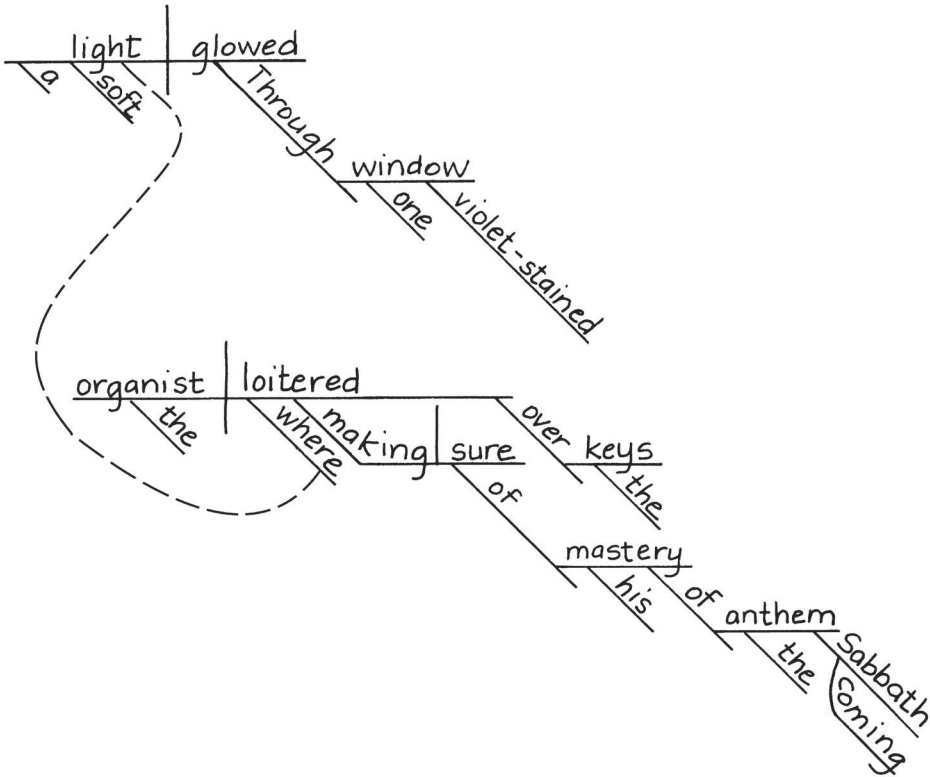 light glowed
a soft Through
window
one violet-stained
organist loitered
the where making sure over keys
the
of
mastery
his of anthem
the Sabbath
coming